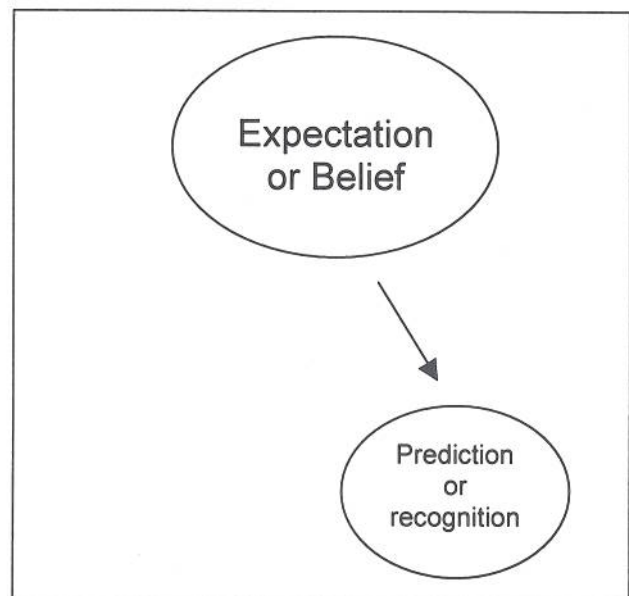 Expectation
or Belief
Prediction
or
recognition